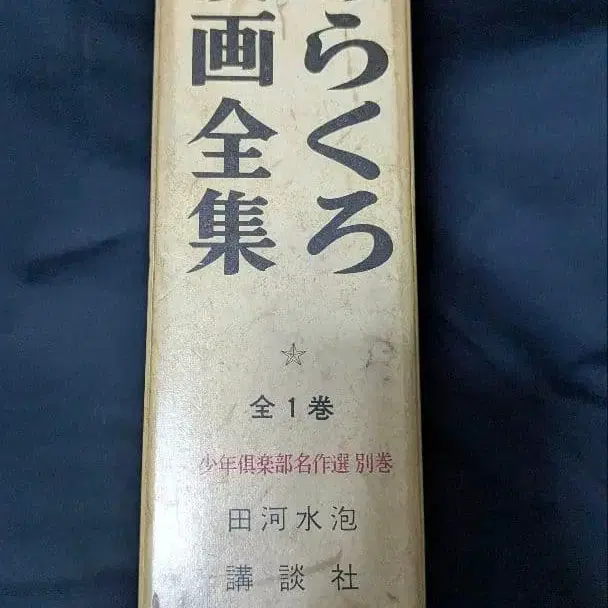 らくろ
画全集
☆
全1巻
少年倶楽部名作選 別巻
田河水泡
講談社